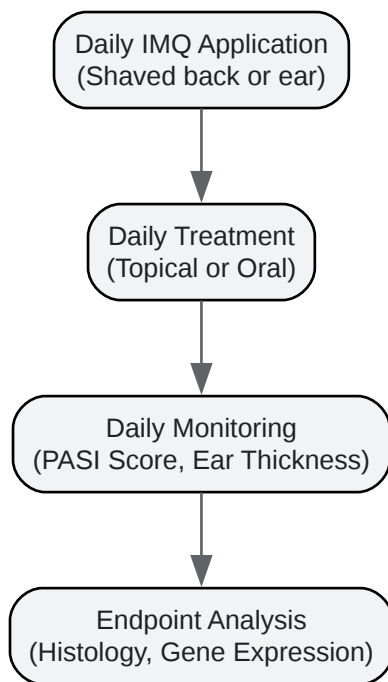 Daily IMQ Application
(Shaved back or ear)
Daily Treatment
(Topical or Oral)
Daily Monitoring
(PASI Score, Ear Thickness)
Endpoint Analysis
(Histology, Gene Expression)